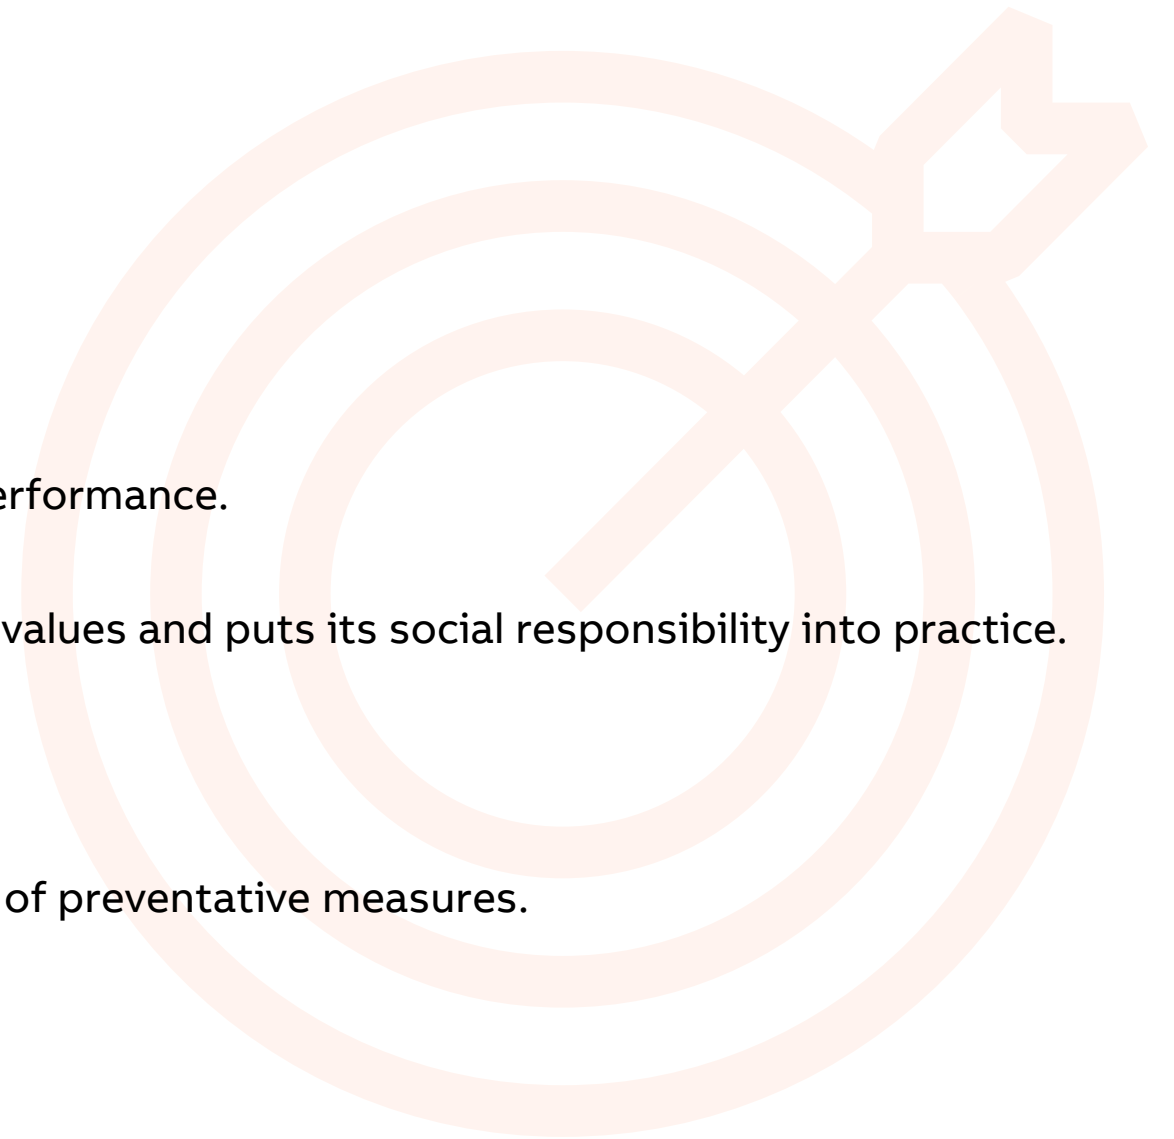 erformance.
values and puts its social responsibility into practice.
of preventative measures.